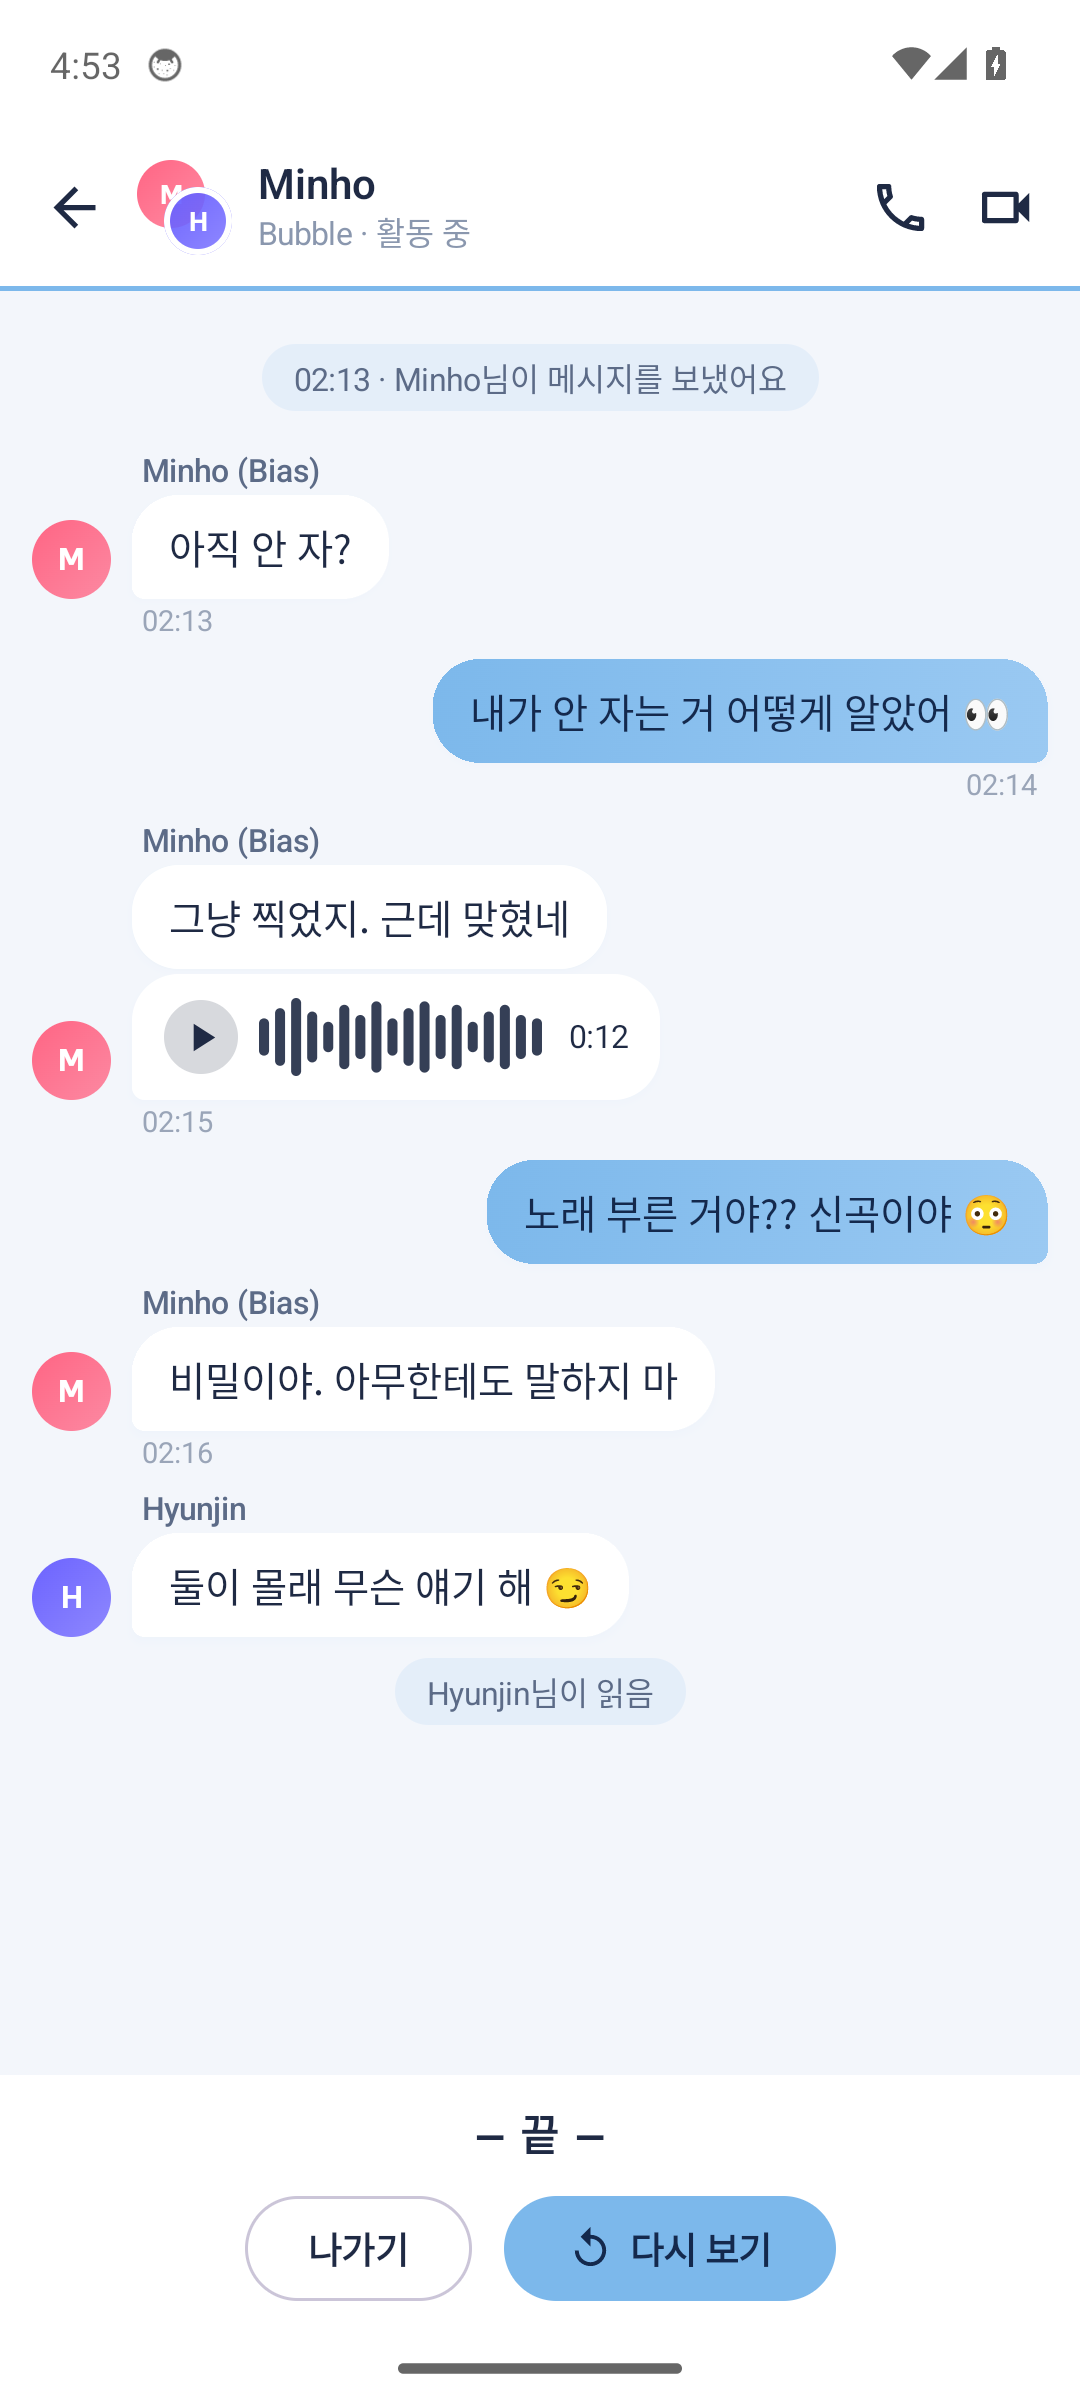 4:53
M
H
Minho
Bubble · 활동 중
02:13 · Minho님이 메시지를 보냈어요
Minho (Bias)
M
아직 안 자?
02:13
내가 안 자는 거 어떻게 알았어 👀
02:14
Minho (Bias)
그냥 찍었지. 근데 맞혔네
M
0:12
02:15
노래 부른 거야?? 신곡이야 😳
Minho (Bias)
M
비밀이야. 아무한테도 말하지 마
02:16
Hyunjin
H
둘이 몰래 무슨 얘기 해 😏
Hyunjin님이 읽음
– 끝 –
나가기
다시 보기